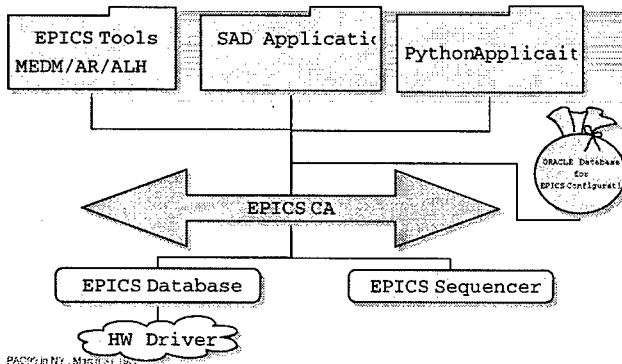 EPICS Tools
MEDM/AR/ALH
SAD Applicatic
PythonApplicait
ORACLE Database
for
EPICS Configurati
EPICS CA
EPICS Database
EPICS Sequencer
HW Driver